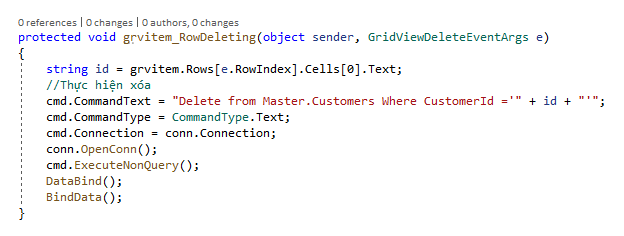 0 references | 0 changes | 0 authors, 0 changes
protected void grvitem_RowDeleting(object sender, GridViewDeleteEventArgs e)
{
    string id = grvitem.Rows[e.RowIndex].Cells[0].Text;
    //Thực hiện xóa
    cmd.CommandText = "Delete from Master.Customers Where CustomerId ='" + id + "'";
    cmd.CommandType = CommandType.Text;
    cmd.Connection = conn.Connection;
    conn.OpenConn();
    cmd.ExecuteNonQuery();
    DataBind();
    BindData();
}